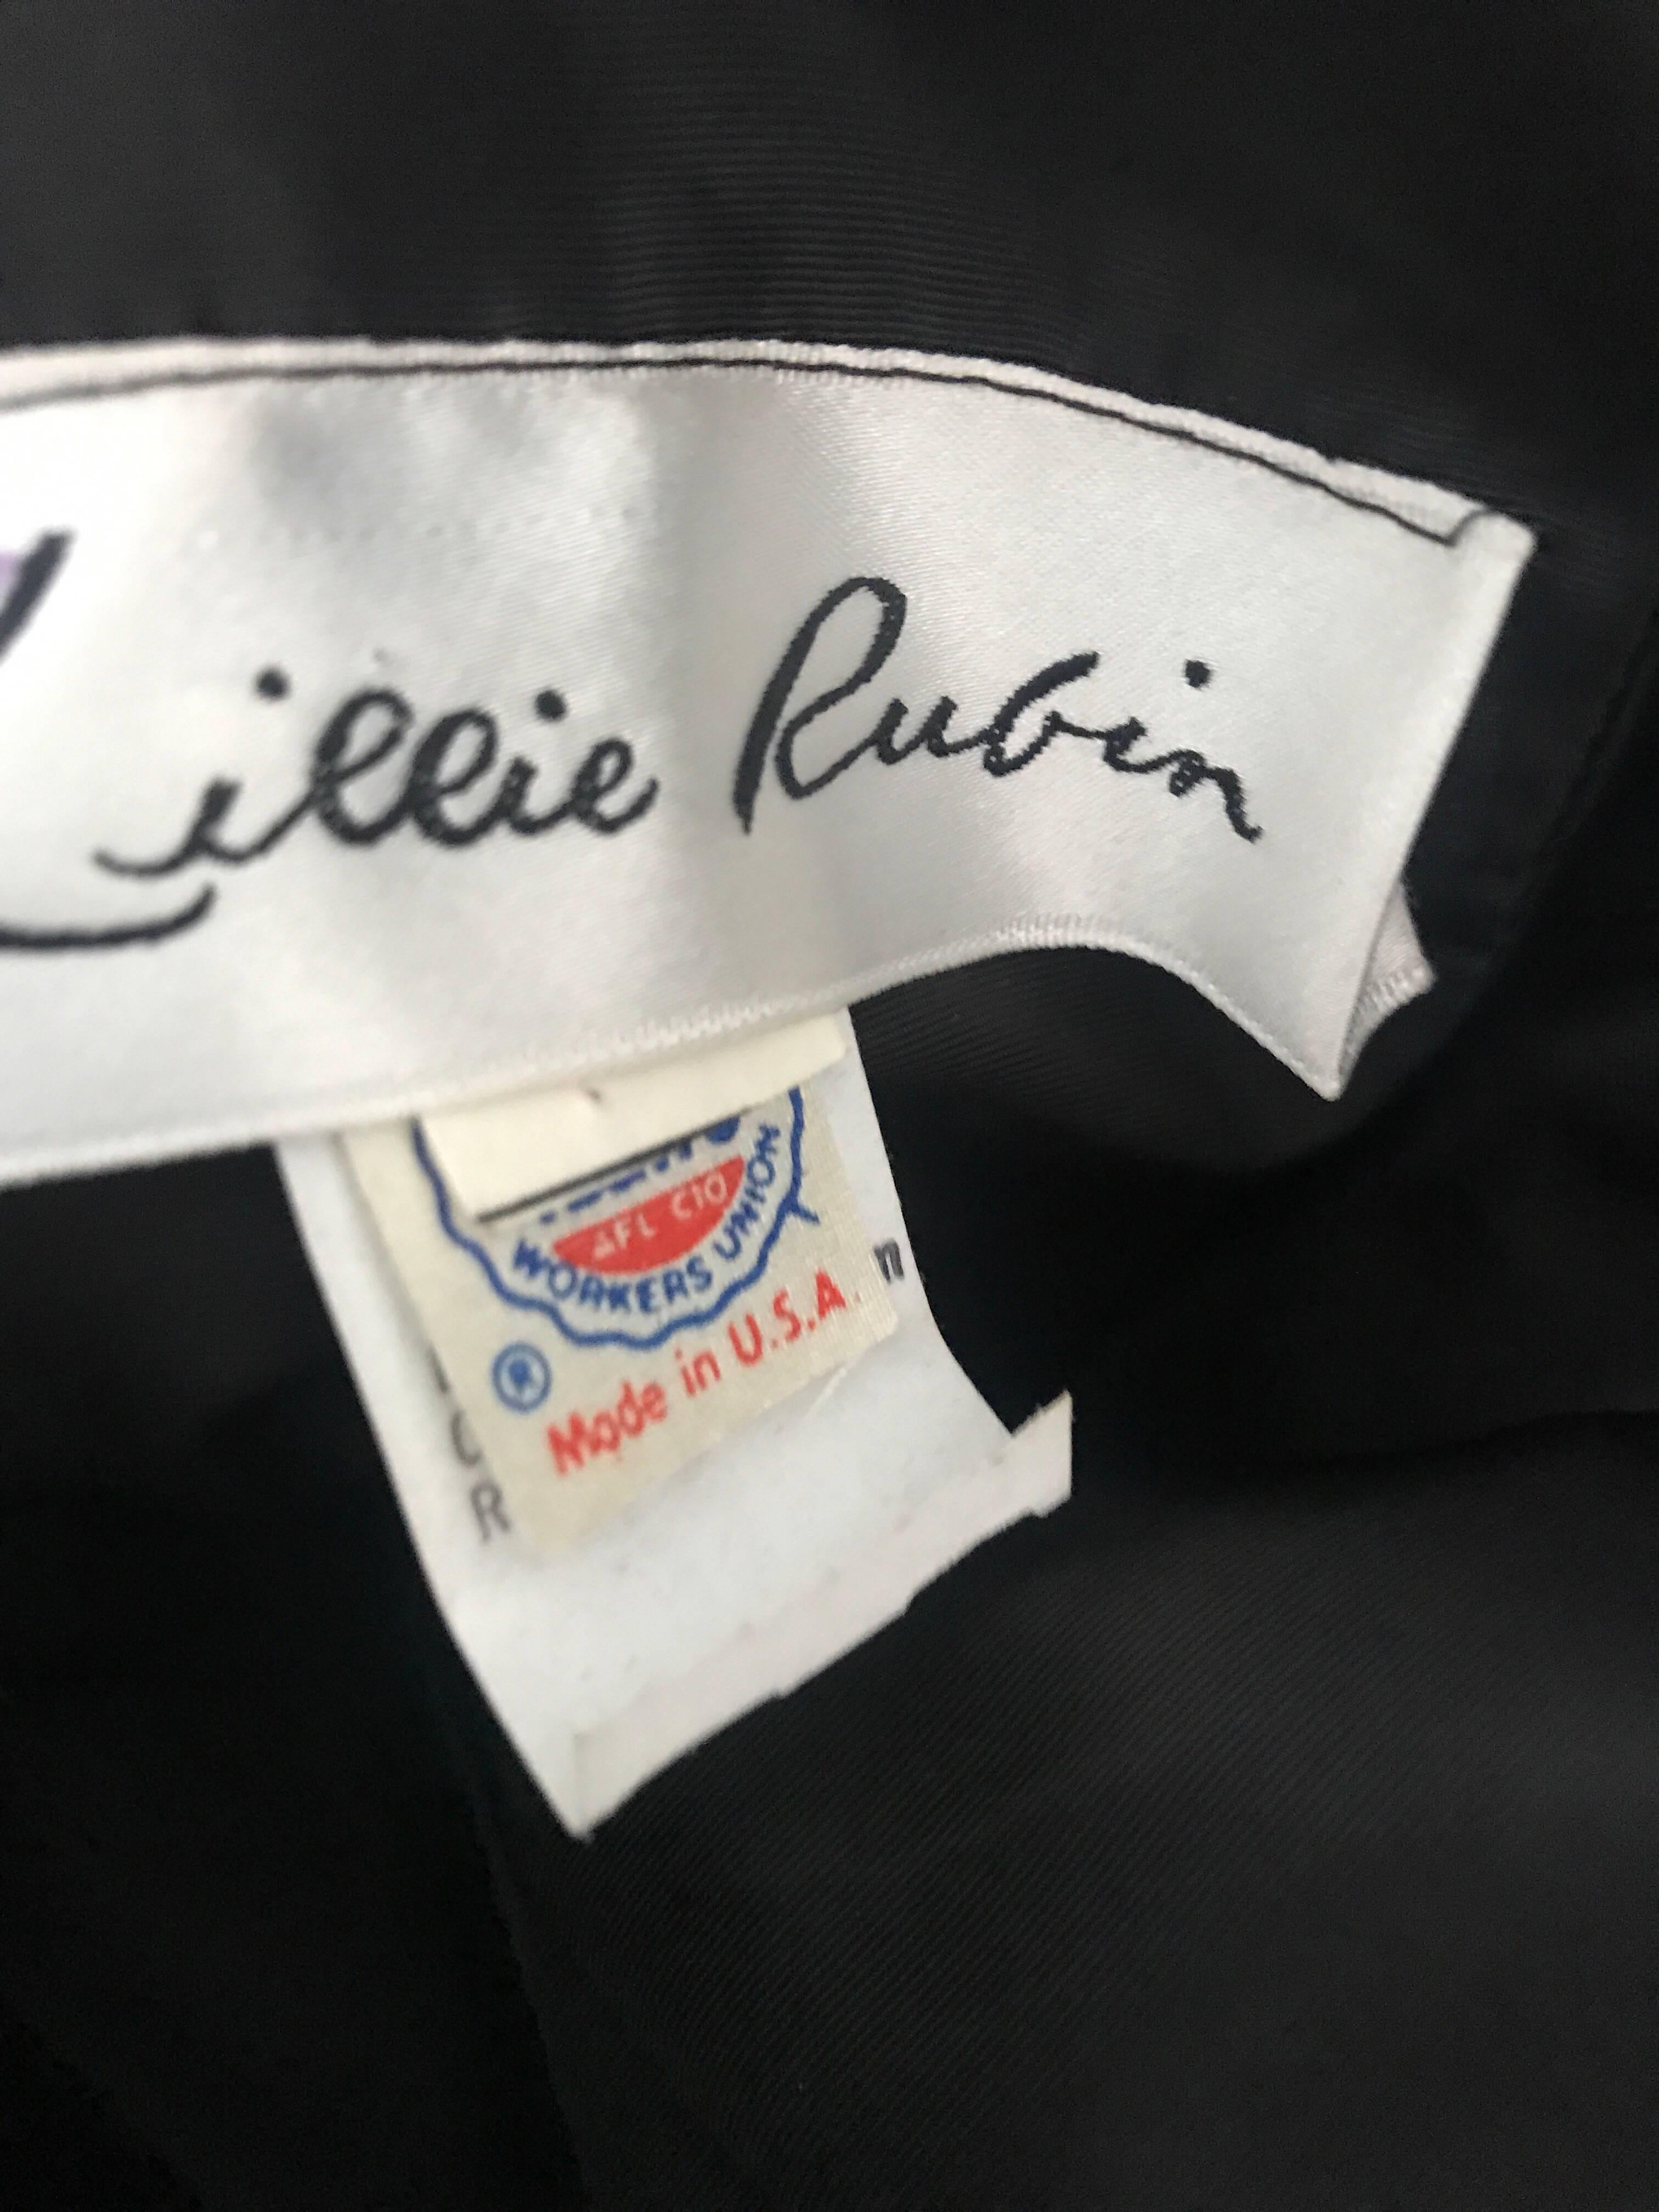 Lillie Rubin
AFL CIO
WORKERS UNION
®
Made in U.S.A.
n
C
R